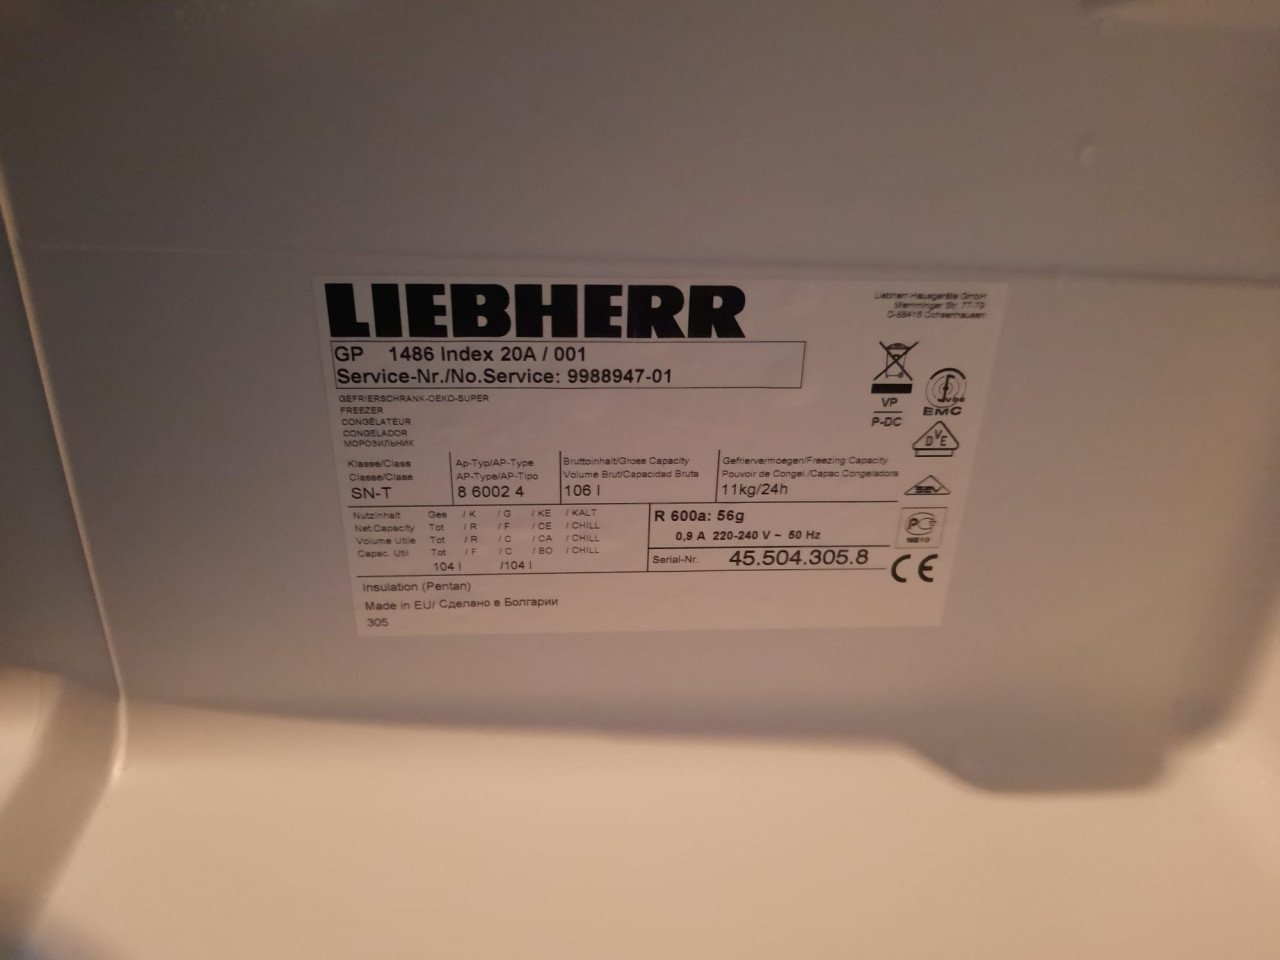 LIEBHERR
Liebherr-Hausgeräte GmbH
Memminger Str. 77-79
D-88416 Ochsenhausen
GP 1486 Index 20A / 001
Service-Nr./No.Service: 9988947-01
GEFRIERSCHRANK-OEKO-SUPER
FREEZER
CONGÉLATEUR
CONGELADOR
МОРОЗИЛЬНИК
VP
P-DC
VDE
EMC
DVE
SEV
Klasse/Class
Classe/Clase
SN-T
Ap-Typ/AP-Type
AP-Type/AP-Tipo
8 6002 4
Bruttoinhalt/Gross Capacity
Volume Brut/Capacidad Bruta
106 l
Gefriervermoegen/Freezing Capacity
Pouvoir de Congel./Capac.Congeladora
11kg/24h
Nutzinhalt Ges / K / G / KE / KALT
Net.Capacity Tot / R / F / CE / CHILL
Volume Utile Tot / R / C / CA / CHILL
Capac. Util Tot / F / C / BO / CHILL
104 l /104 l
R 600a: 56g
0,9 A 220-240 V ~ 50 Hz
Serial-Nr. 45.504.305.8
CE
Insulation (Pentan)
Made in EU/ Сделано в Болгарии
305